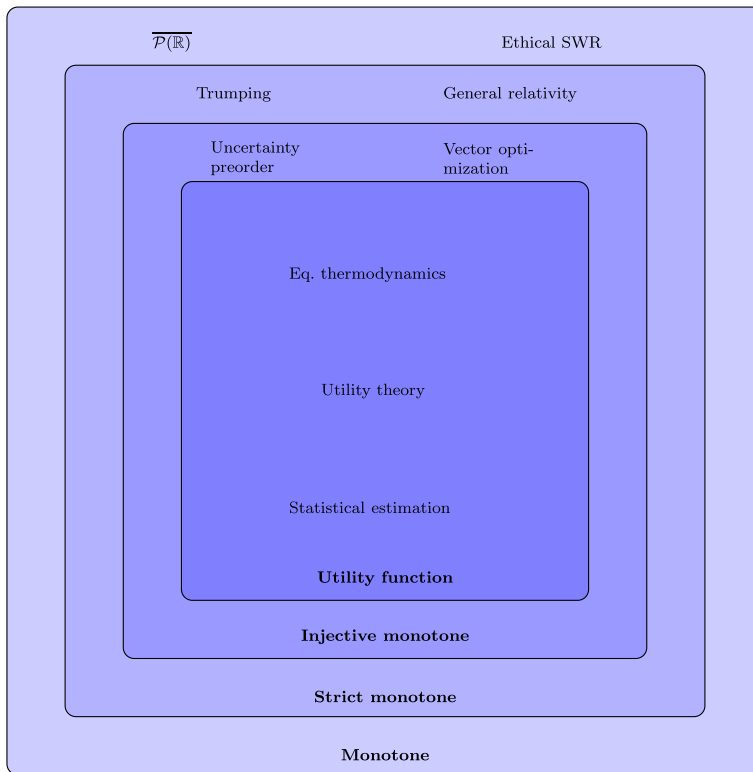 $\overline{\mathcal{P}(\mathbb{R})}$
Ethical SWR
Trumping
General relativity
Uncertainty
preorder
Vector opti-
mization
Eq. thermodynamics
Utility theory
Statistical estimation
Utility function
Injective monotone
Strict monotone
Monotone